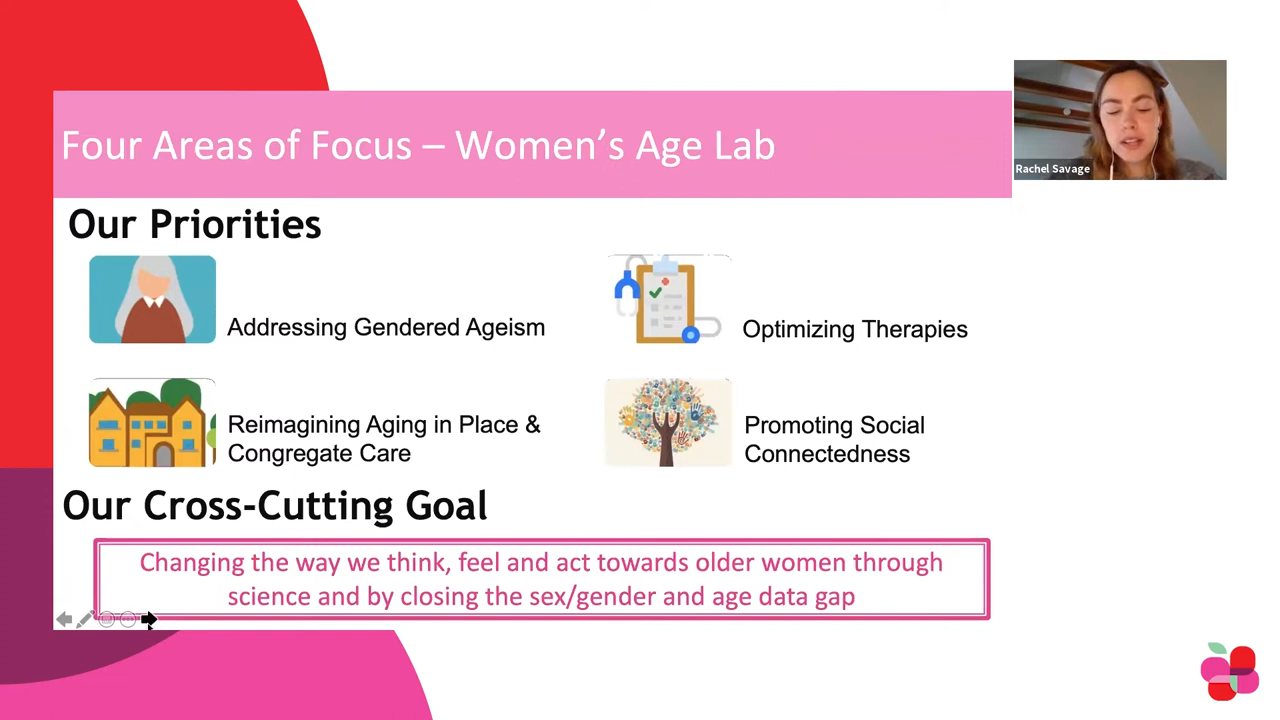 Four Areas of Focus – Women's Age Lab
Rachel Savage
Our Priorities
Addressing Gendered Ageism
Optimizing Therapies
Reimagining Aging in Place &
Congregate Care
Promoting Social
Connectedness
Our Cross-Cutting Goal
Changing the way we think, feel and act towards older women through
science and by closing the sex/gender and age data gap